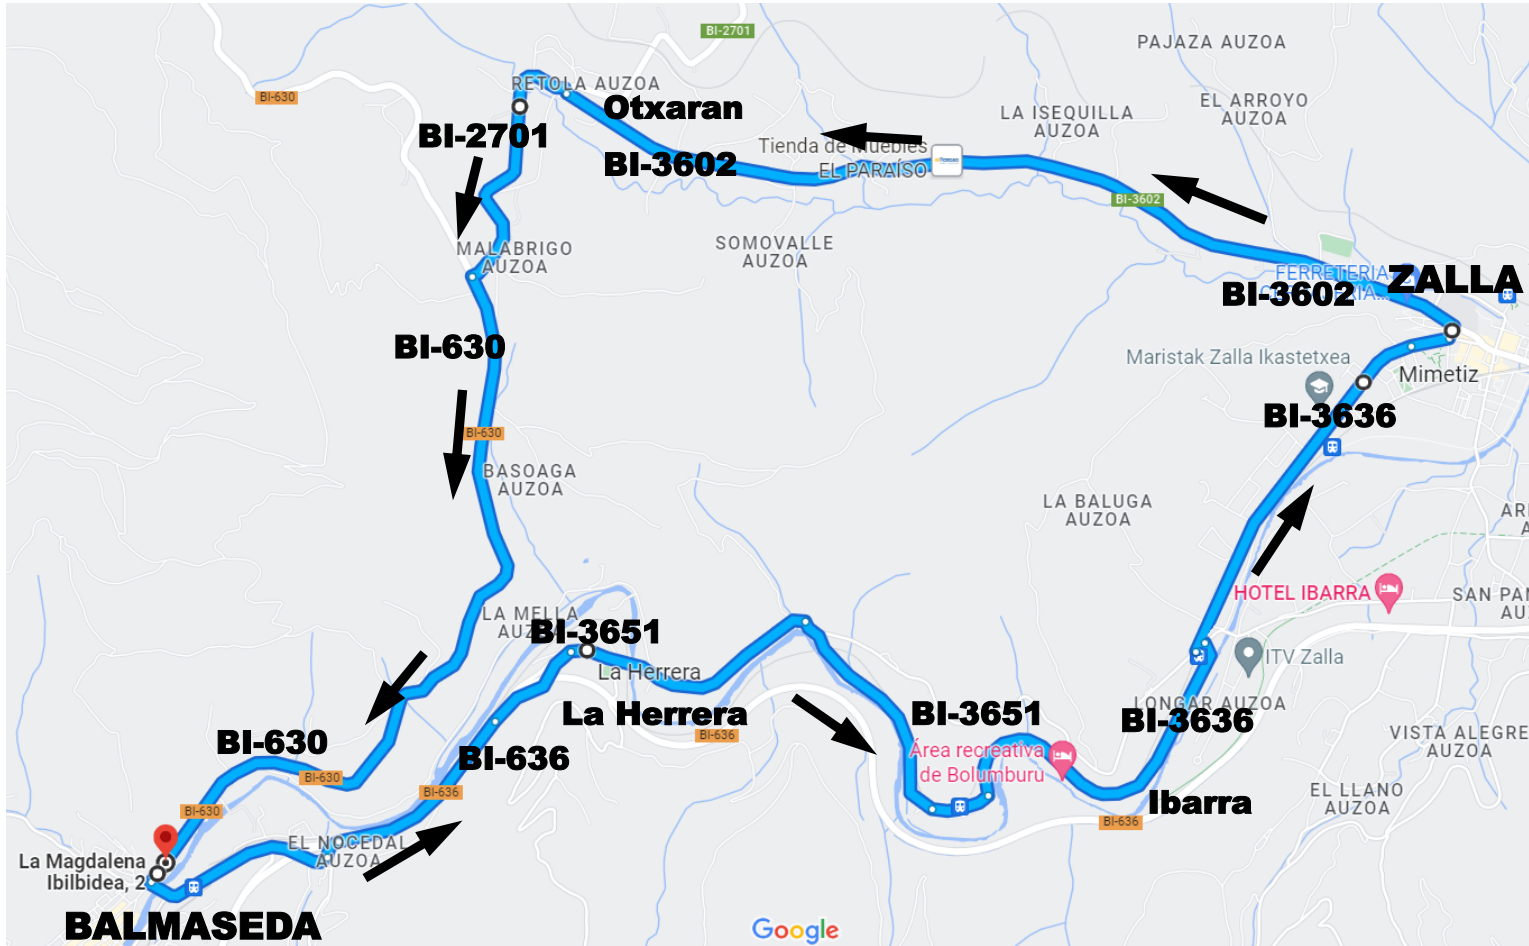 BI-2701
PAJAZA AUZOA
BI-630
RETOLA AUZOA
Otxaran
LA ISEQUILLA
AUZOA
EL ARROYO
AUZOA
BI-2701
Tienda de Muebles
EL PARAÍSO
BI-3602
BI-3602
MALABRIGO
AUZOA
SOMOVALLE
AUZOA
FERRETERIA
ZALLA
BI-3602
BI-630
Maristak Zalla Ikastetxea
Mimetiz
BI-3636
BI-630
BASOAGA
AUZOA
LA BALUGA
AUZOA
HOTEL IBARRA
LA MELLA
BI-3651
La Herrera
ITV Zalla
LONGAR AUZOA
La Herrera
BI-3651
BI-3636
BI-636
BI-630
BI-636
Área recreativa
de Bolumburu
VISTA ALEGRE
AUZOA
BI-630
BI-636
BI-630
Ibarra
EL LLANO
AUZOA
BI-636
EL NOCEDAL
AUZOA
La Magdalena
Ibilbidea, 2
BALMASEDA
Google